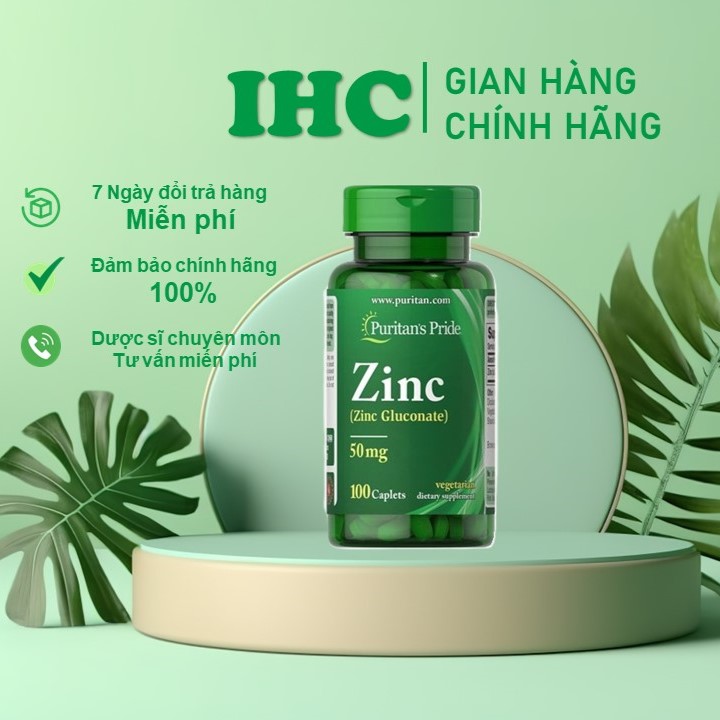 IHC
GIAN HÀNG
CHÍNH HÃNG
7 Ngày đổi trả hàng
Miễn phí
Đảm bảo chính hãng
100%
Dược sĩ chuyên môn
Tư vấn miễn phí
www.puritan.com
Puritan's Pride
Zinc
(Zinc Gluconate)
50 mg
100 Caplets
vegetarian
dietary supplement